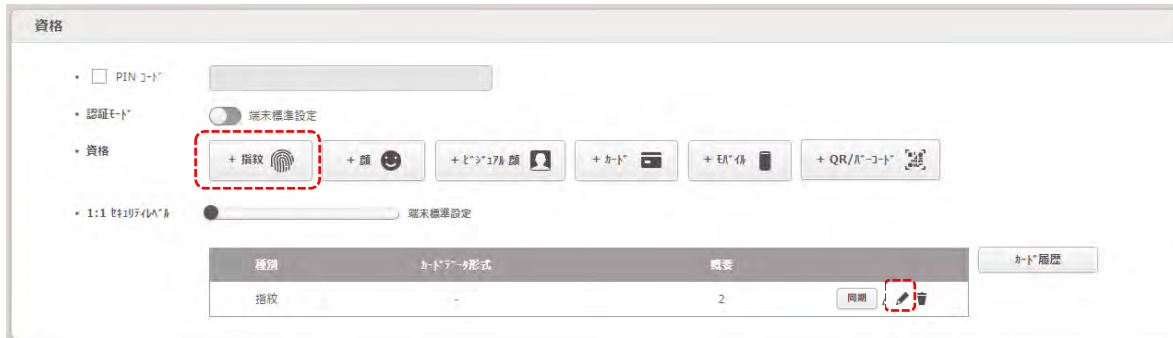 資格
• PIN ｺｰﾄﾞ
• 認証ﾓｰﾄﾞ 端末標準設定
• 資格 + 指紋 + 顔 + ﾋﾞｼﾞｭｱﾙ 顔 + ｶｰﾄﾞ + ﾓﾊﾞｲﾙ + QR/ﾊﾞｰｺｰﾄﾞ
• 1:1 ｾｷｭﾘﾃｨﾚﾍﾞﾙ 端末標準設定
種別 ｶｰﾄﾞﾃﾞｰﾀ形式 概要 ｶｰﾄﾞ履歴
指紋 - 2 同期